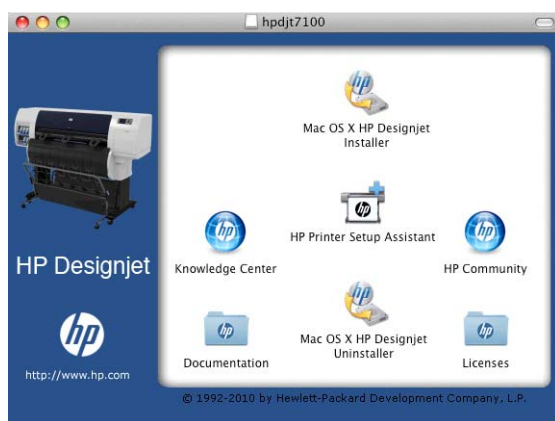 hpdjt7100
Mac OS X HP Designjet
Installer
HP Printer Setup Assistant
Knowledge Center
HP Community
HP Designjet
Mac OS X HP Designjet
Uninstaller
Documentation
Licenses
hp
http://www.hp.com
© 1992-2010 by Hewlett-Packard Development Company, L.P.